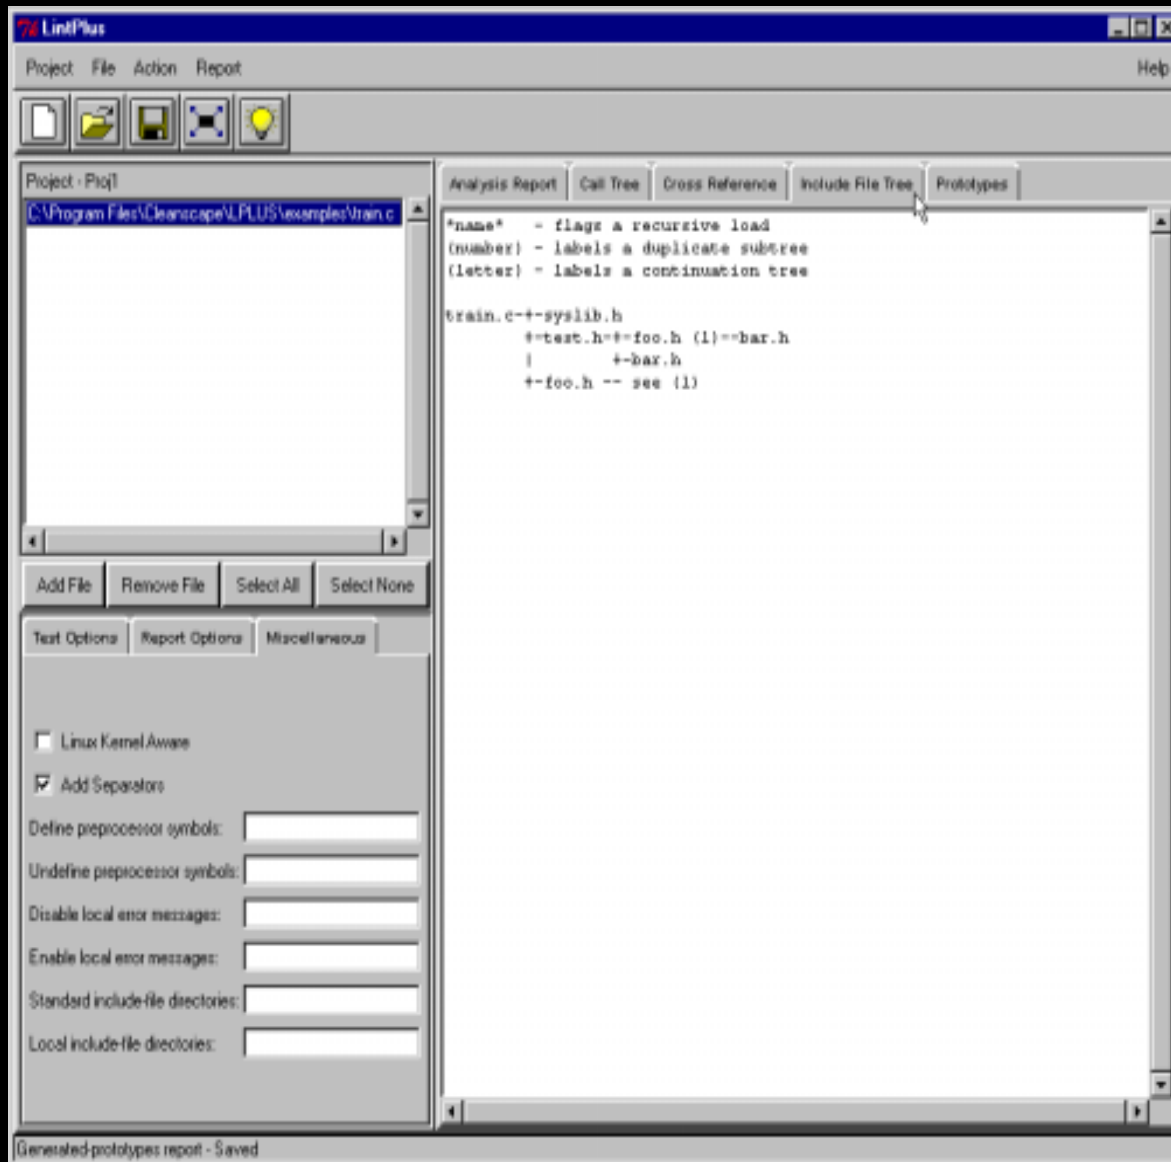 LintPlus
Project File Action Report Help
Project - Proj1
C:\Program Files\Cleanscape\LPLUS\examples\train.c
Add File Remove File Select All Select None
Test Options Report Options Miscellaneous
Linux Kernel Aware
Add Separators
Define preprocessor symbols:
Undefine preprocessor symbols:
Disable local error messages:
Enable local error messages:
Standard include-file directories:
Local include-file directories:
Analysis Report Call Tree Cross Reference Include File Tree Prototypes
*name*   - flags a recursive load
(number) - labels a duplicate subtree
(letter) - labels a continuation tree
train.c-+-syslib.h
        +-test.h-+-foo.h (1)--bar.h
        |        +-bar.h
        +-foo.h -- see (1)
Generated-prototypes report - Saved